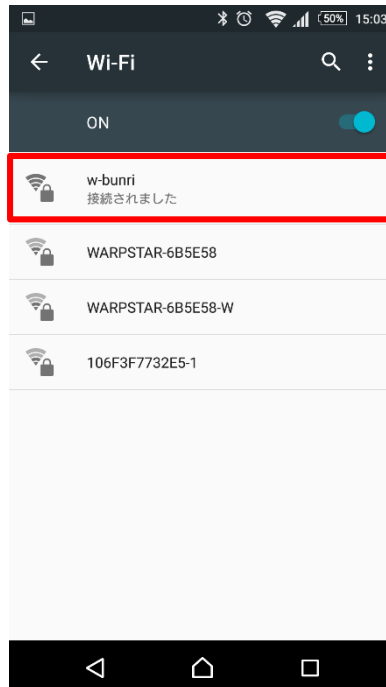 50% 15:03
Wi-Fi
ON
w-bunri
接続されました
WARPSTAR-6B5E58
WARPSTAR-6B5E58-W
106F3F7732E5-1